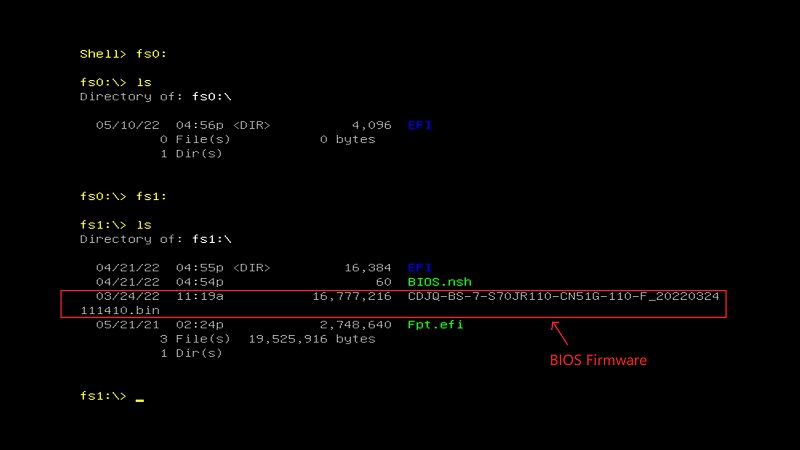 Shell> fs0:
fs0:\> ls
Directory of: fs0:\
05/10/22  04:56p <DIR>         4,096  EFI
0 File(s)           0 bytes
1 Dir(s)
fs0:\> fs1:
fs1:\> ls
Directory of: fs1:\
04/21/22  04:55p <DIR>        16,384  EFI
04/21/22  04:54p                  60  BIOS.nsh
03/24/22  11:19a          16,777,216  CDJQ-BS-7-S70JR110-CN51G-110-F_20220324
111410.bin
05/21/21  02:24p           2,748,640  Fpt.efi
3 File(s)  19,525,916 bytes
1 Dir(s)
BIOS Firmware
fs1:\> _